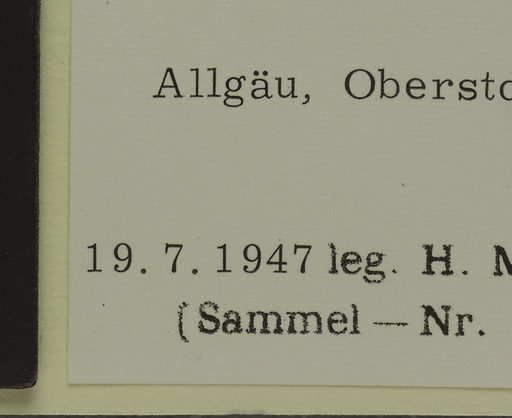 Allgäu, Obersto
19.7.1947 leg. H. M
(Sammel — Nr.